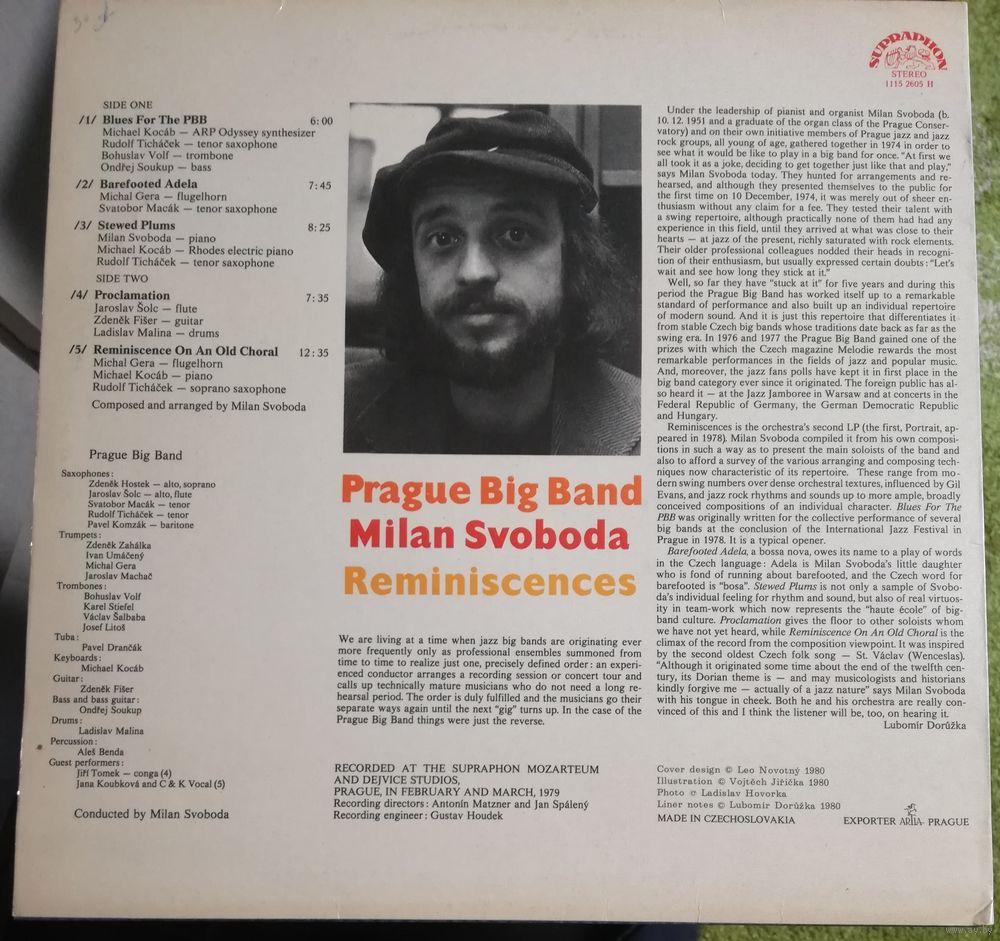 SUPRAPHON
STEREO
1115 2605 H
SIDE ONE
/1/ Blues For The PBB 6:00
Michael Kocáb — ARP Odyssey synthesizer
Rudolf Ticháček — tenor saxophone
Bohuslav Volf — trombone
Ondřej Soukup — bass
/2/ Barefooted Adela 7:45
Michal Gera — flugelhorn
Svatobor Macák — tenor saxophone
/3/ Stewed Plums 8:25
Milan Svoboda — piano
Michael Kocáb — Rhodes electric piano
Rudolf Ticháček — tenor saxophone
SIDE TWO
/4/ Proclamation 7:35
Jaroslav Šolc — flute
Zdeněk Fišer — guitar
Ladislav Malina — drums
/5/ Reminiscence On An Old Choral 12:35
Michal Gera — flugelhorn
Michael Kocáb — piano
Rudolf Ticháček — soprano saxophone
Composed and arranged by Milan Svoboda
Prague Big Band
Saxophones:
Zdeněk Hostek — alto, soprano
Jaroslav Šolc — alto, flute
Svatobor Macák — tenor
Rudolf Ticháček — tenor
Pavel Komzák — baritone
Trumpets:
Zdeněk Zahálka
Ivan Umáčený
Michal Gera
Jaroslav Machač
Trombones:
Bohuslav Volf
Karel Stiefel
Václav Šalbaba
Josef Litoš
Tuba:
Pavel Drančák
Keyboards:
Michael Kocáb
Guitar:
Zdeněk Fišer
Bass and bass guitar:
Ondřej Soukup
Drums:
Ladislav Malina
Percussion:
Aleš Benda
Guest performers:
Jiří Tomek — conga (4)
Jana Koubková and C & K Vocal (5)
Conducted by Milan Svoboda
Prague Big Band
Milan Svoboda
Reminiscences
We are living at a time when jazz big bands are originating ever
more frequently only as professional ensembles summoned from
time to time to realize just one, precisely defined order: an experi-
enced conductor arranges a recording session or concert tour and
calls up technically mature musicians who do not need a long re-
hearsal period. The order is duly fulfilled and the musicians go their
separate ways again until the next "gig" turns up. In the case of the
Prague Big Band things were just the reverse.
RECORDED AT THE SUPRAPHON MOZARTEUM
AND DEJVICE STUDIOS,
PRAGUE, IN FEBRUARY AND MARCH, 1979
Recording directors: Antonín Matzner and Jan Spálený
Recording engineer: Gustav Houdek
Under the leadership of pianist and organist Milan Svoboda (b.
10. 12. 1951 and a graduate of the organ class of the Prague Conser-
vatory) and on their own initiative members of Prague jazz and jazz
rock groups, all young of age, gathered together in 1974 in order to
see what it would be like to play in a big band for once. "At first we
all took it as a joke, deciding to get together just like that and play,"
says Milan Svoboda today. They hunted for arrangements and re-
hearsed, and although they presented themselves to the public for
the first time on 10 December, 1974, it was merely out of sheer en-
thusiasm without any claim for a fee. They tested their talent with
a swing repertoire, although practically none of them had had any
experience in this field, until they arrived at what was close to their
hearts — at jazz of the present, richly saturated with rock elements.
Their older professional colleagues nodded their heads in recogni-
tion of their enthusiasm, but usually expressed certain doubts: "Let's
wait and see how long they stick at it."
Well, so far they have "stuck at it" for five years and during this
period the Prague Big Band has worked itself up to a remarkable
standard of performance and also built up an individual repertoire
of modern sound. And it is just this repertoire that differentiates it
from stable Czech big bands whose traditions date back as far as the
swing era. In 1976 and 1977 the Prague Big Band gained one of the
prizes with which the Czech magazine Melodie rewards the most
remarkable performances in the fields of jazz and popular music.
And, moreover, the jazz fans polls have kept it in first place in the
big band category ever since it originated. The foreign public has al-
so heard it — at the Jazz Jamboree in Warsaw and at concerts in the
Federal Republic of Germany, the German Democratic Republic
and Hungary.
Reminiscences is the orchestra's second LP (the first, Portrait, ap-
peared in 1978). Milan Svoboda compiled it from his own composi-
tions in such a way as to present the main soloists of the band and
also to afford a survey of the various arranging and composing tech-
niques now characteristic of its repertoire. These range from mo-
dern swing numbers over dense orchestral textures, influenced by Gil
Evans, and jazz rock rhythms and sounds up to more ample, broadly
conceived compositions of an individual character. Blues For The
PBB was originally written for the collective performance of several
big bands at the conclusion of the International Jazz Festival in
Prague in 1978. It is a typical opener.
Barefooted Adela, a bossa nova, owes its name to a play of words
in the Czech language: Adela is Milan Svoboda's little daughter
who is fond of running about barefooted, and the Czech word for
barefooted is "bosa". Stewed Plums is not only a sample of Svobo-
da's individual feeling for rhythm and sound, but also of real virtuos-
ity in team-work which now represents the "haute école" of big-
band culture. Proclamation gives the floor to other soloists whom
we have not yet heard, while Reminiscence On An Old Choral is the
climax of the record from the composition viewpoint. It was inspired
by the second oldest Czech folk song — St. Václav (Wenceslas).
"Although it originated some time about the end of the twelfth cen-
tury, its Dorian theme is — and may musicologists and historians
kindly forgive me — actually of a jazz nature" says Milan Svoboda
with his tongue in cheek. Both he and his orchestra are really con-
vinced of this and I think the listener will be, too, on hearing it.
Lubomír Dorůžka
Cover design © Leo Novotný 1980
Illustration © Vojtěch Jiřička 1980
Photo © Ladislav Hovorka
Liner notes © Lubomír Dorůžka 1980
MADE IN CZECHOSLOVAKIA
EXPORTER ARTIA PRAGUE
www.ay.by